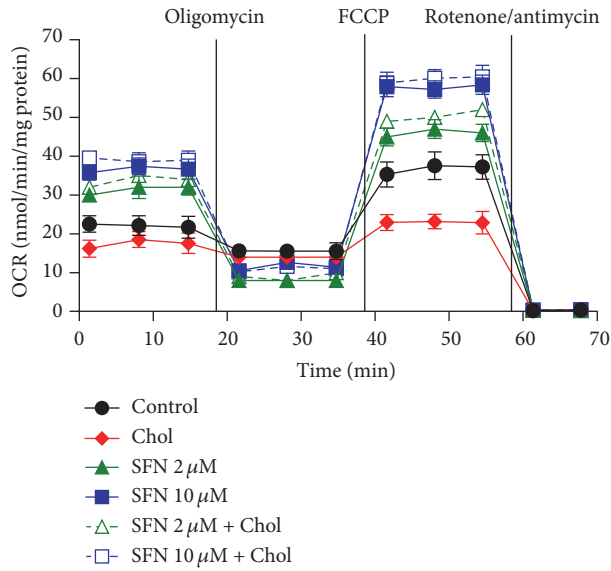 Oligomycin FCCP Rotenone/antimycin
70
60
50
40
30
20
10
0
OCR (nmol/min/mg protein)
0 10 20 30 40 50 60 70
Time (min)
Control
Chol
SFN 2 μM
SFN 10 μM
SFN 2 μM + Chol
SFN 10 μM + Chol